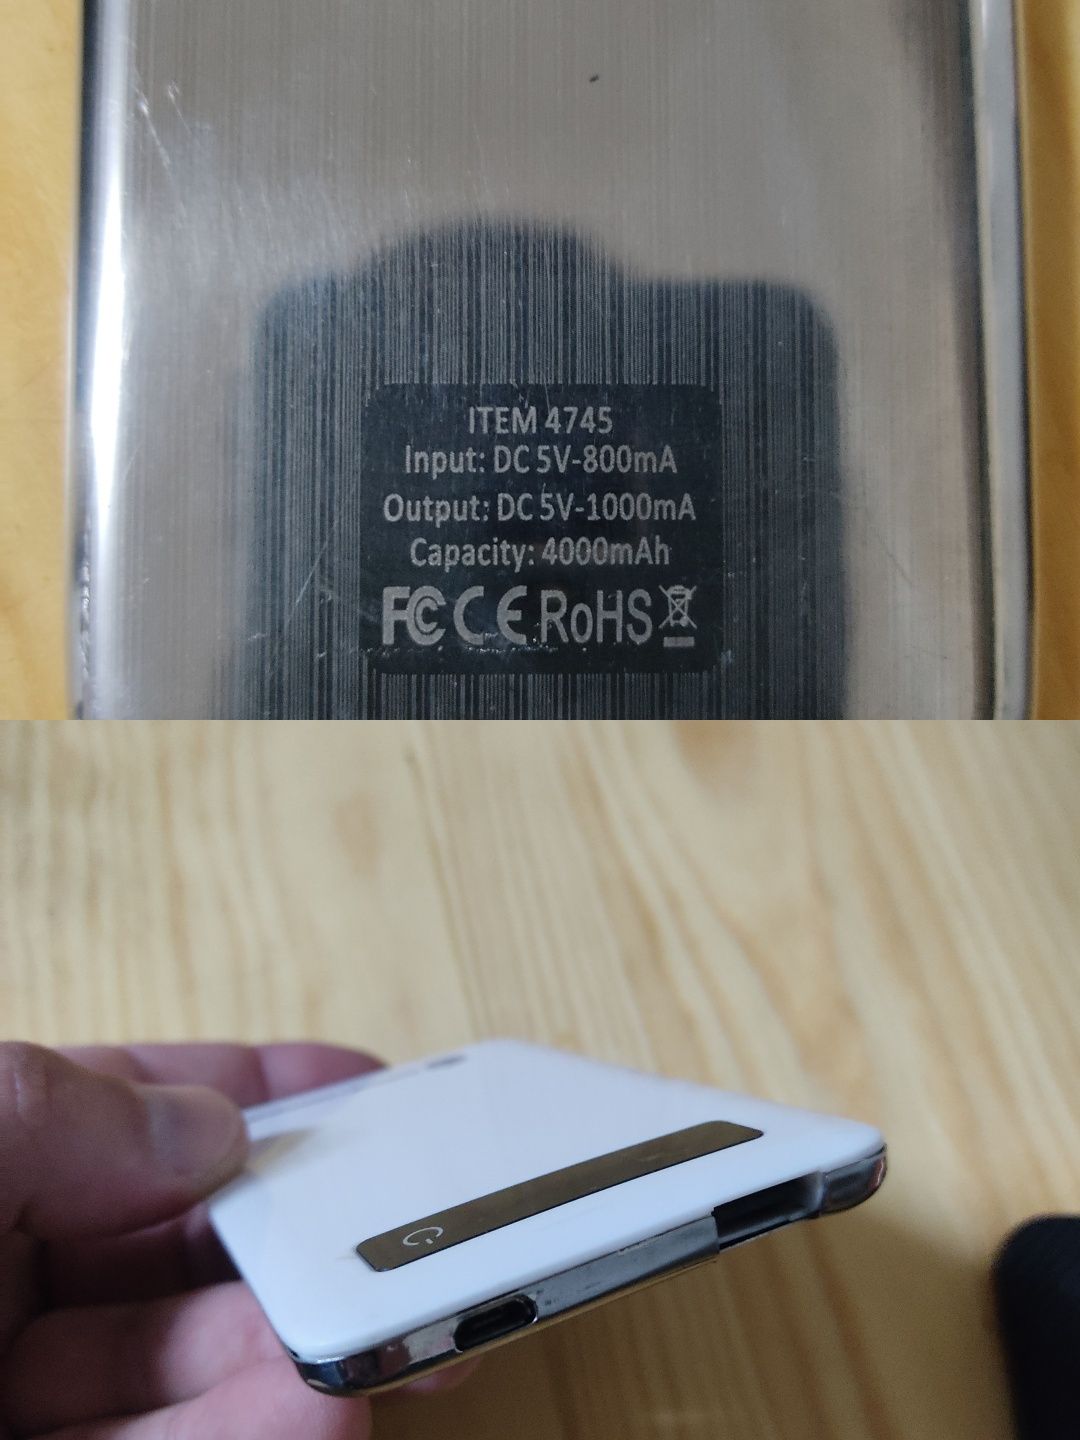 ITEM 4745
Input: DC 5V-800mA
Output: DC 5V-1000mA
Capacity: 4000mAh
FC CE RoHS